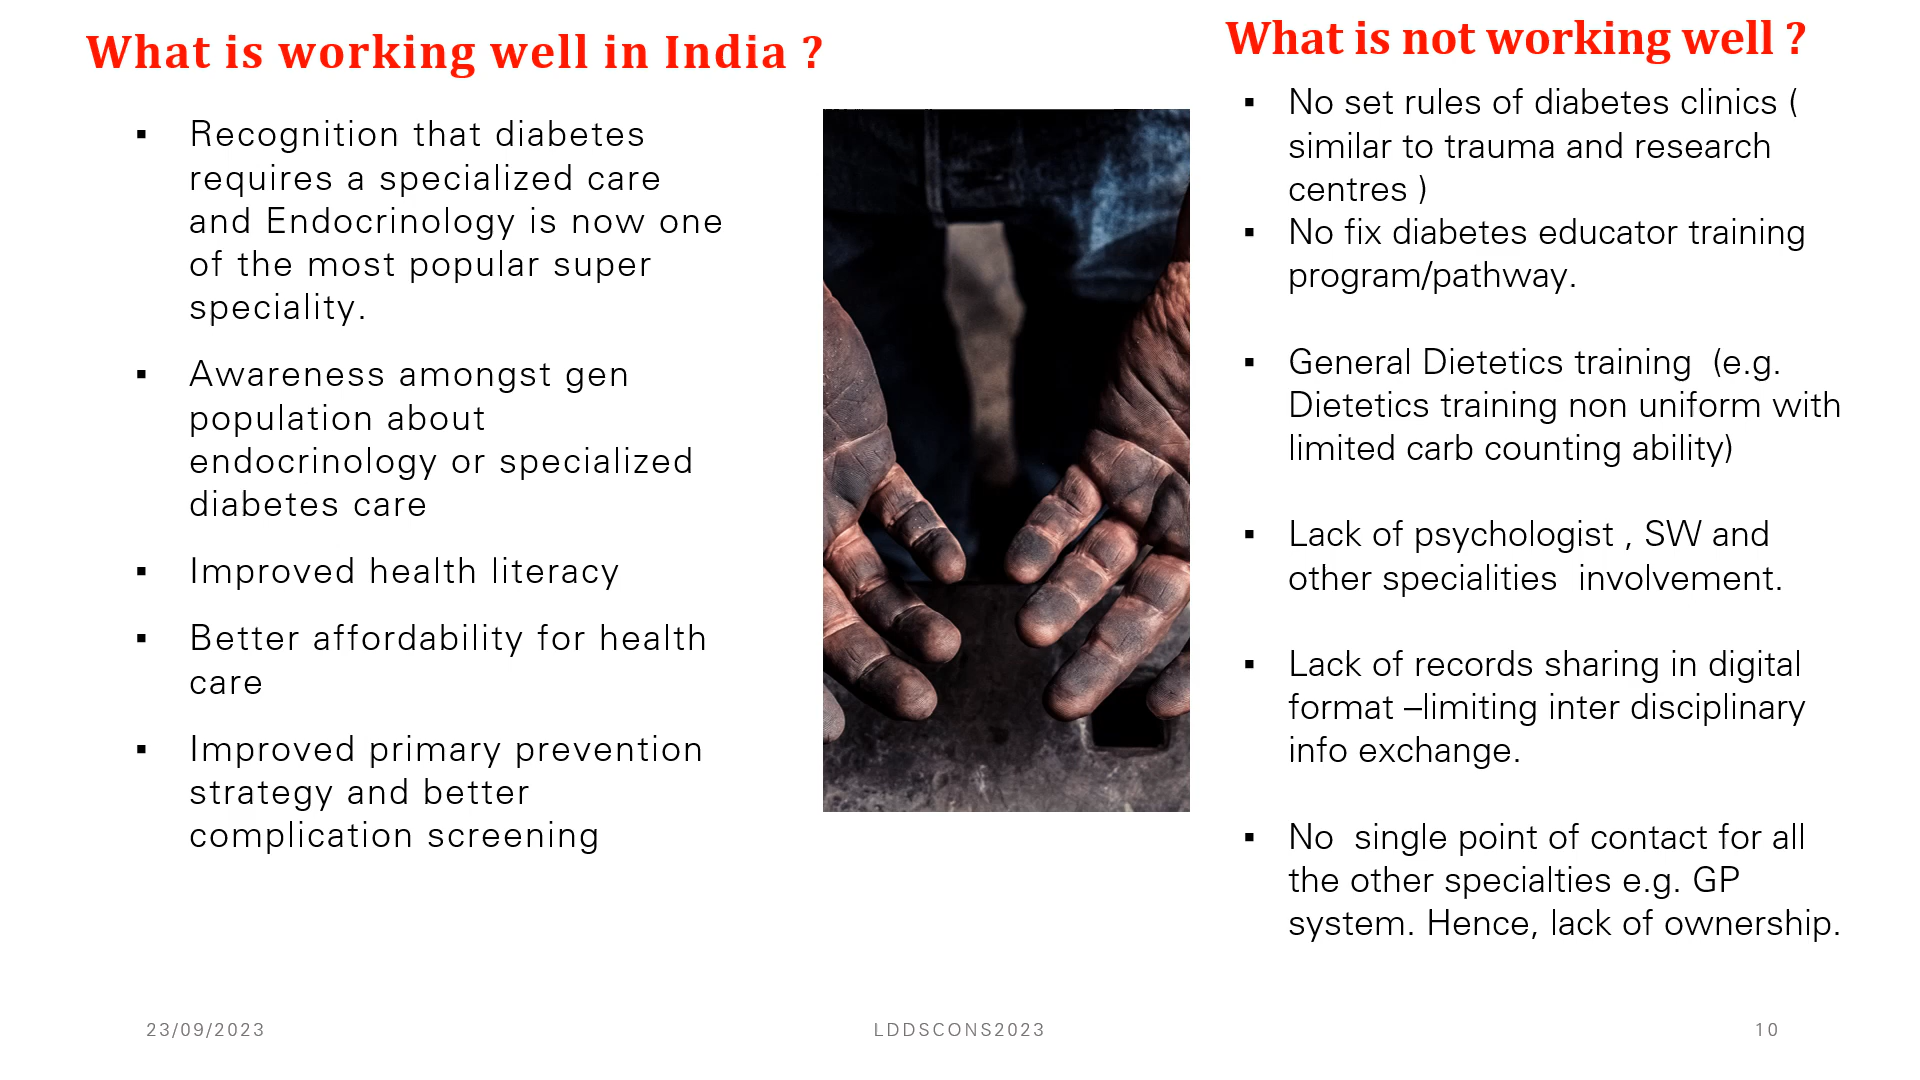 What is working well in India ?
▪ Recognition that diabetes
requires a specialized care
and Endocrinology is now one
of the most popular super
speciality.
▪ Awareness amongst gen
population about
endocrinology or specialized
diabetes care
▪ Improved health literacy
▪ Better affordability for health
care
▪ Improved primary prevention
strategy and better
complication screening
What is not working well ?
▪ No set rules of diabetes clinics (
similar to trauma and research
centres )
▪ No fix diabetes educator training
program/pathway.
▪ General Dietetics training  (e.g.
Dietetics training non uniform with
limited carb counting ability)
▪ Lack of psychologist , SW and
other specialities  involvement.
▪ Lack of records sharing in digital
format –limiting inter disciplinary
info exchange.
▪ No  single point of contact for all
the other specialties e.g. GP
system. Hence, lack of ownership.
23/09/2023
LDDSCONS2023
10